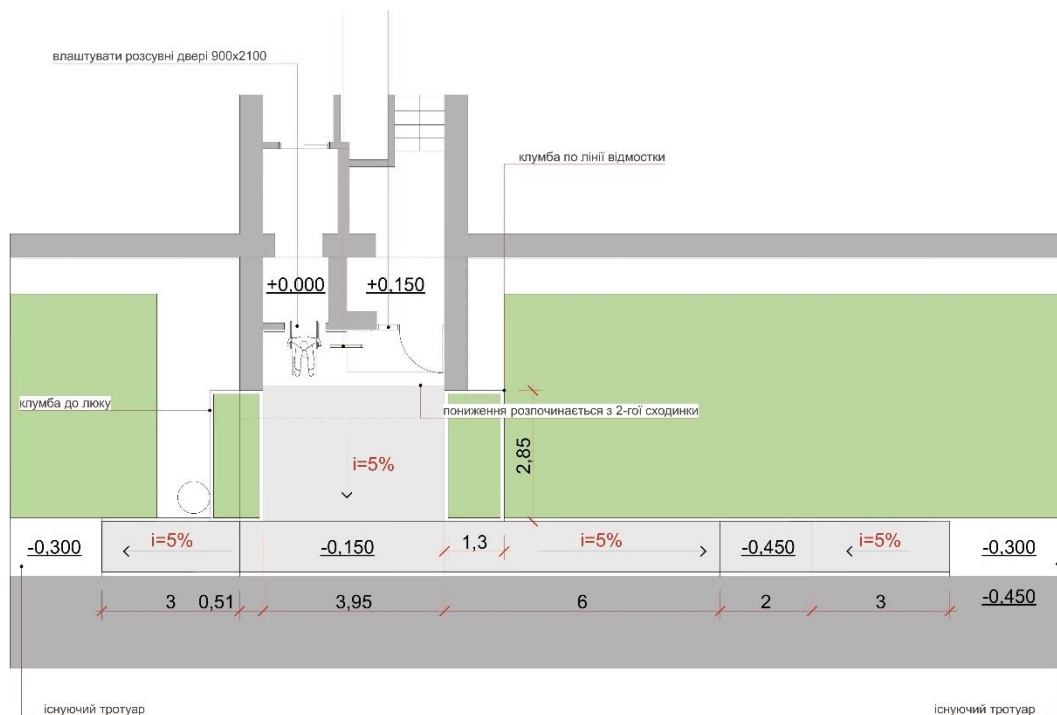 влаштувати розсувні двері 900x2100
клумба по лінії відмостки
+0,000
+0,150
клумба до люку
пониження розпочинається з 2-гої сходинки
2,85
i=5%
-0,300
i=5%
-0,150
1,3
i=5%
-0,450
i=5%
-0,300
3
0,51
3,95
6
2
3
-0,450
існуючий тротуар
існуючий тротуар